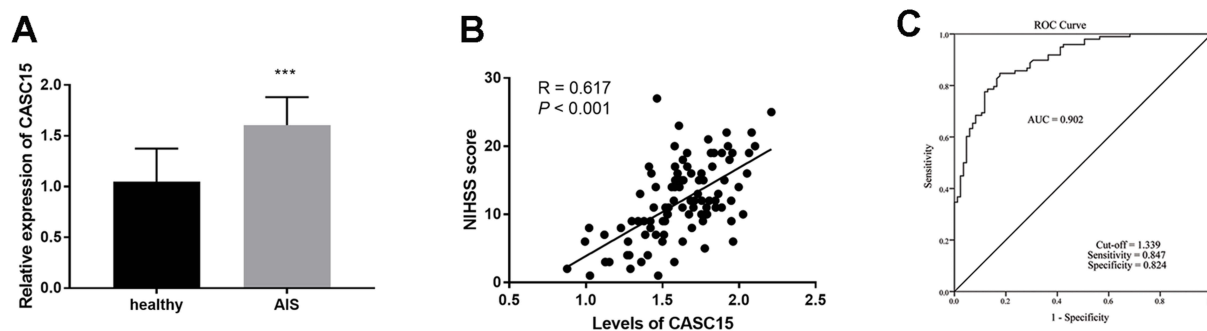 A
Relative expression of CASC15
2.0
1.5
1.0
0.5
0.0
***
healthy
AIS
B
NIHSS score
30
20
10
0
R = 0.617
P < 0.001
0.5
1.0
1.5
2.0
2.5
Levels of CASC15
C
ROC Curve
Sensitivity
1.0
0.8
0.6
0.4
0.2
0.0
AUC = 0.902
Cut-off = 1.339
Sensitivity = 0.847
Specificity = 0.824
0.0
0.2
0.4
0.6
0.8
1 - Specificity